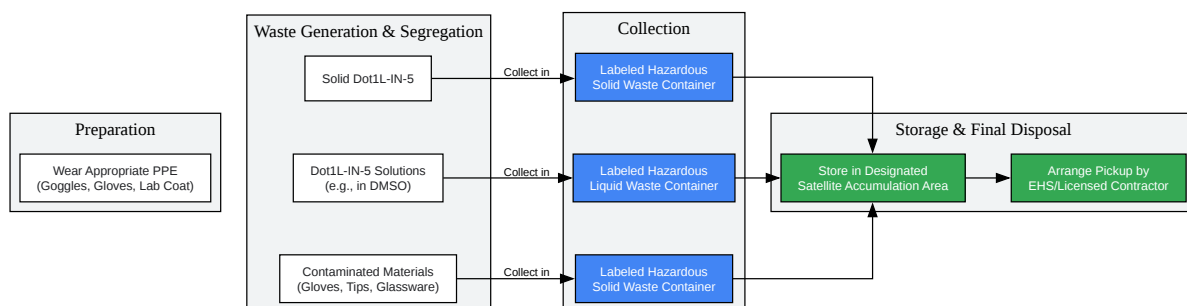 Preparation
Wear Appropriate PPE
(Goggles, Gloves, Lab Coat)
Waste Generation & Segregation
Solid Dot1L-IN-5
Dot1L-IN-5 Solutions
(e.g., in DMSO)
Contaminated Materials
(Gloves, Tips, Glassware)
Collect in
Collect in
Collect in
Collection
Labeled Hazardous
Solid Waste Container
Labeled Hazardous
Liquid Waste Container
Labeled Hazardous
Solid Waste Container
Storage & Final Disposal
Store in Designated
Satellite Accumulation Area
Arrange Pickup by
EHS/Licensed Contractor